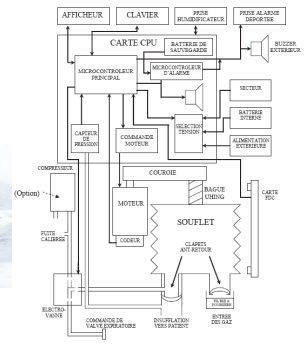 AFFICHEUR
CLAVIER
PRISE
HUMIDIFICATEUR
PRISE ALARME
DEPORTEE
CARTE CPU
BATTERIE DE
SAUVEGARDE
BUZZER
EXTERIEUR
MICROCONTROLEUR
PRINCIPAL
MICROCONTROLEUR
D'ALARME
SECTEUR
CAPTEUR
DE
PRESSION
COMMANDE
MOTEUR
SELECTION
TENSION
BATTERIE
INTERNE
ALIMENTATION
EXTERIEURE
COMPRESSEUR
COUROIE
(Option)
MOTEUR
BAGUE
UHING
CARTE
FDC
SOUFLET
FUITE
CALIBREE
CODEUR
CLAPETS
ANTI-RETOUR
ELECTRO-
VANNE
FILTRE A
POUSSIERE
COMMANDE DE
VALVE EXPIRATOIRE
INSUFFLATION
VERS PATIENT
ENTREE
DES GAZ